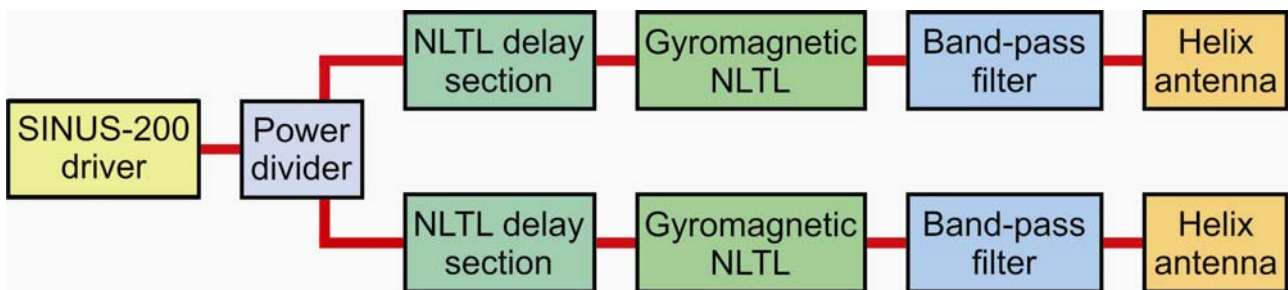 SINUS-200
driver
Power
divider
NLTL delay
section
Gyromagnetic
NLTL
Band-pass
filter
Helix
antenna
NLTL delay
section
Gyromagnetic
NLTL
Band-pass
filter
Helix
antenna